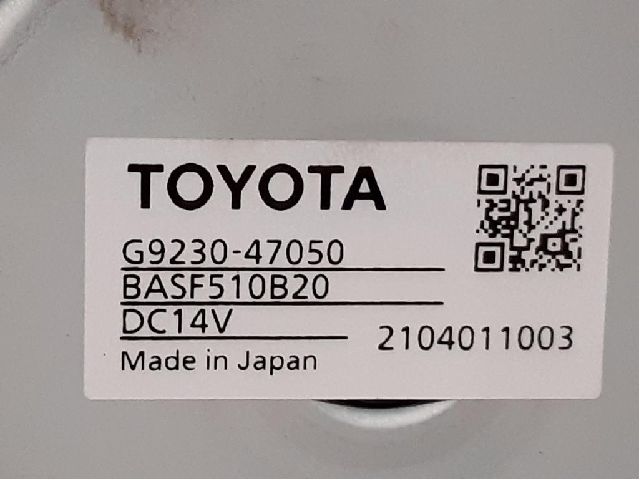 TOYOTA
G9230-47050
BASF510B20
DC14V
2104011003
Made in Japan